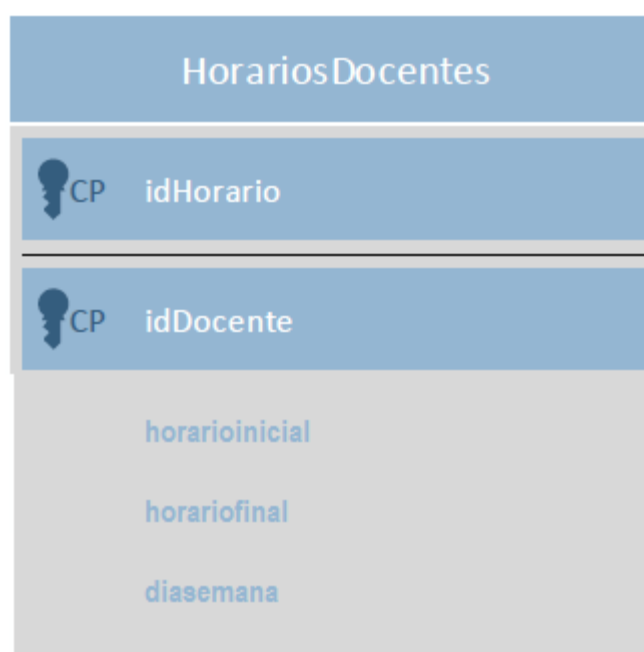 HorariosDocentes
CP idHorario
CP idDocente
horarioinicial
horariofinal
diasemana